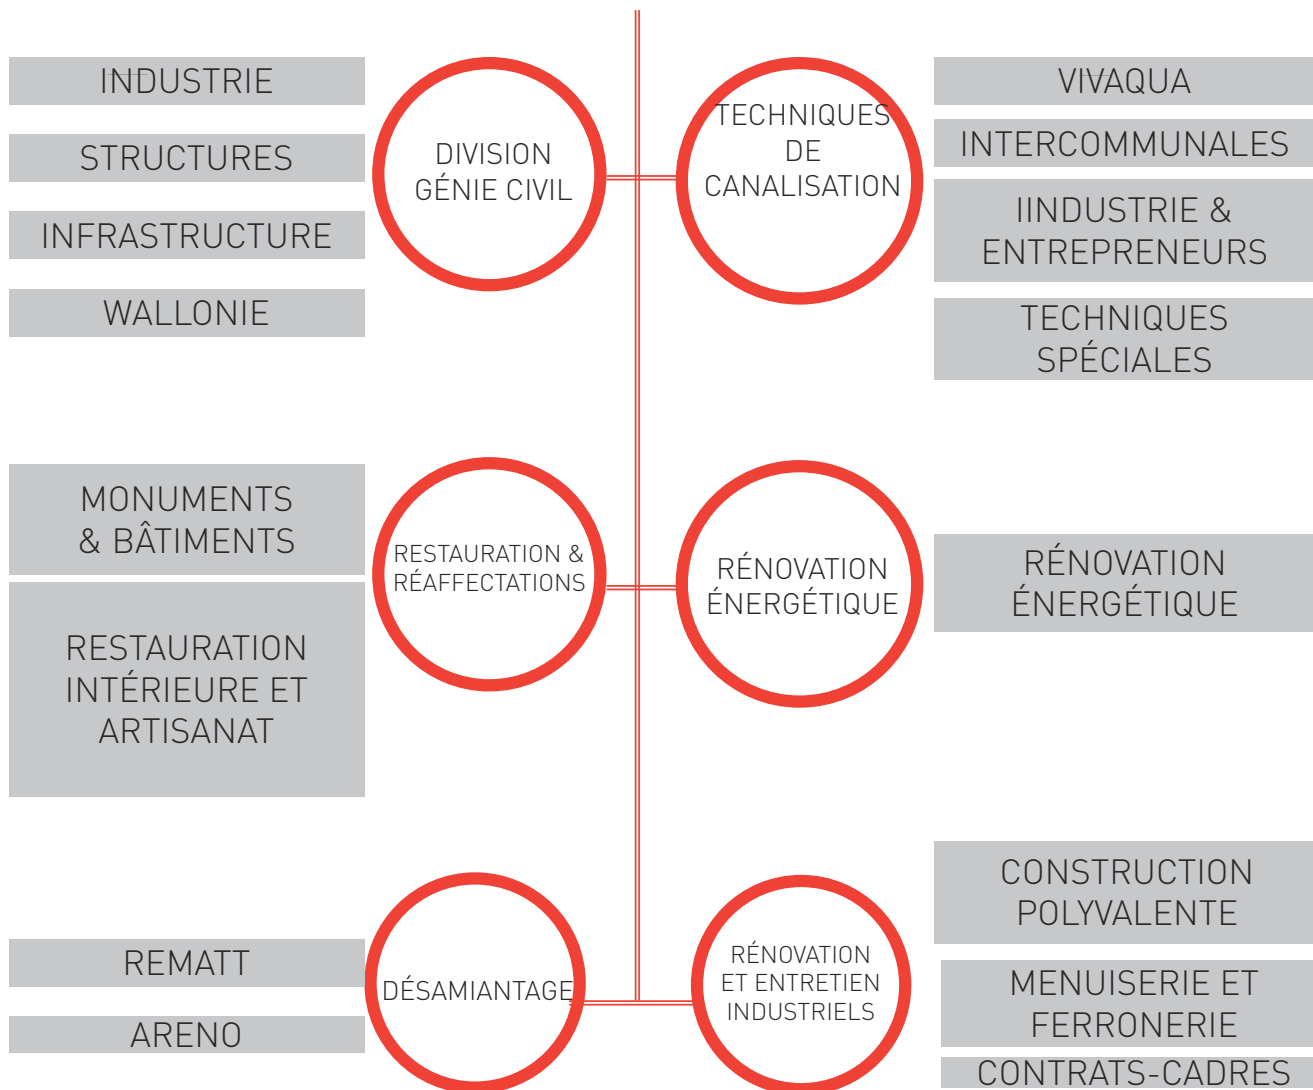 INDUSTRIE
STRUCTURES
INFRASTRUCTURE
WALLONIE
DIVISION
GÉNIE CIVIL
TECHNIQUES
DE
CANALISATION
VIVAQUA
INTERCOMMUNALES
IINDUSTRIE &
ENTREPRENEURS
TECHNIQUES
SPÉCIALES
MONUMENTS
& BÂTIMENTS
RESTAURATION
INTÉRIEURE ET
ARTISANAT
RESTAURATION &
RÉAFFECTATIONS
RÉNOVATION
ÉNERGÉTIQUE
RÉNOVATION
ÉNERGÉTIQUE
REMATT
ARENO
DÉSAMIANTAGE
RÉNOVATION
ET ENTRETIEN
INDUSTRIELS
CONSTRUCTION
POLYVALENTE
MENUISERIE ET
FERRONERIE
CONTRATS-CADRES